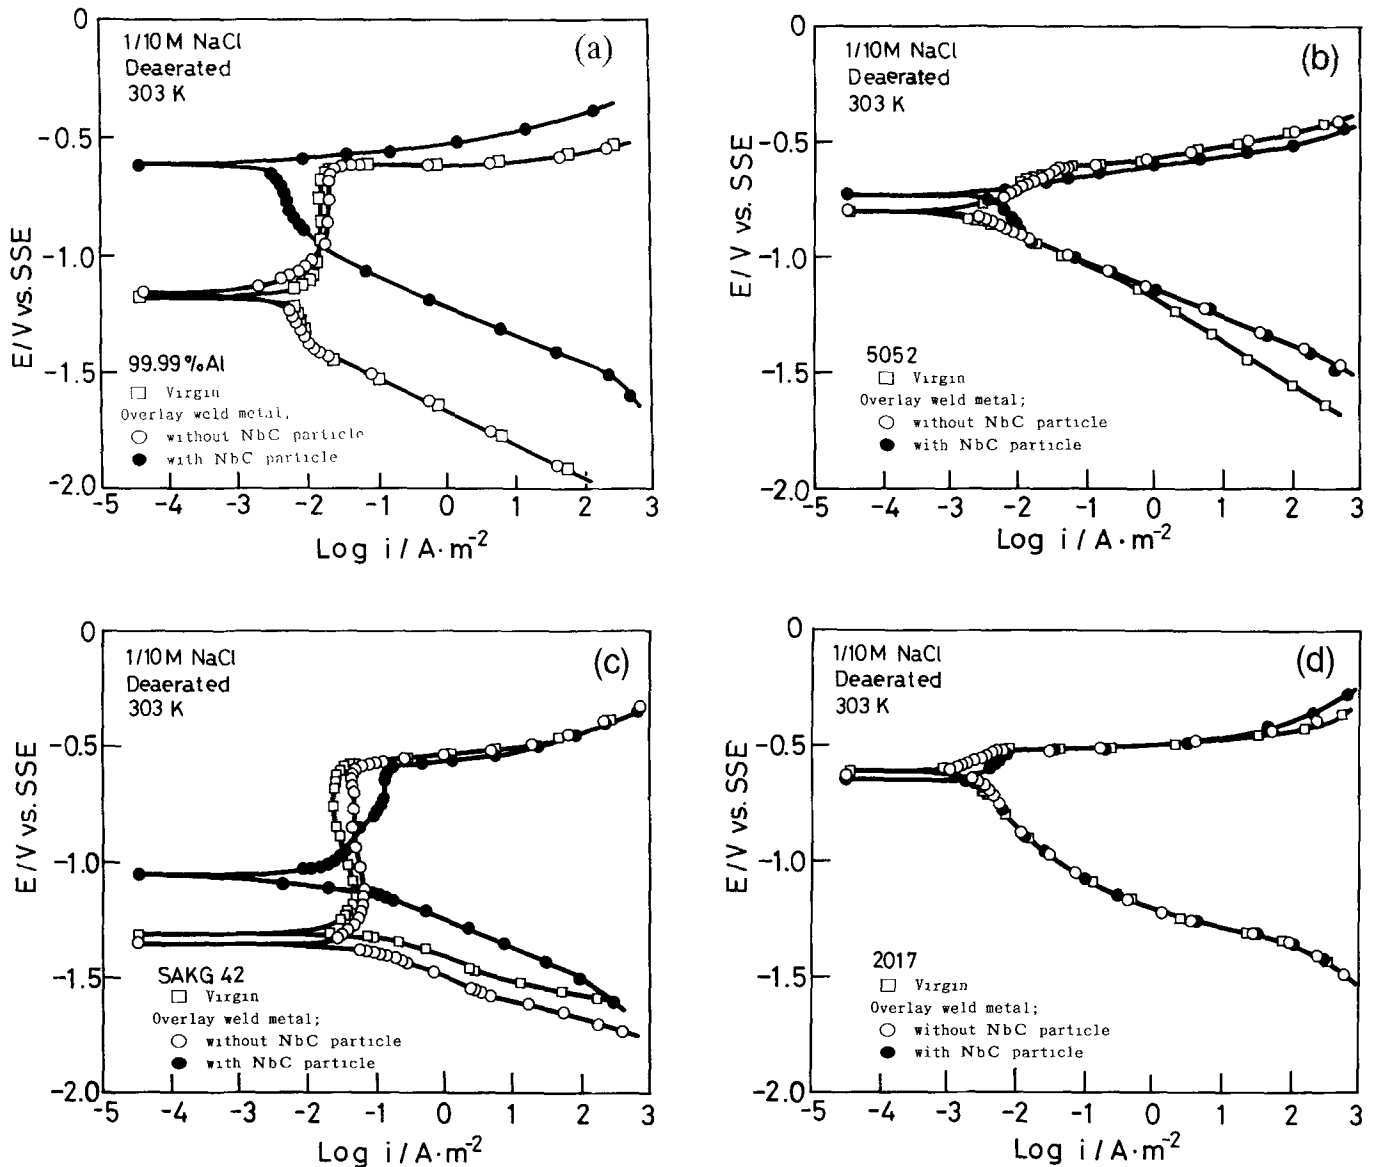 (a)
1/10M NaCl
Deaerated
303 K
E/V vs. SSE
0
-0.5
-1.0
-1.5
-2.0
99.99%Al
Virgin
Overlay weld metal,
without NbC particle
with NbC particle
-5 -4 -3 -2 -1 0 1 2 3
Log i / A·m-2
(b)
1/10M NaCl
Deaerated
303 K
E/V vs. SSE
0
-0.5
-1.0
-1.5
-2.0
5052
Virgin
Overlay weld metal;
without NbC particle
with NbC particle
-5 -4 -3 -2 -1 0 1 2 3
Log i / A·m-2
(c)
1/10M NaCl
Deaerated
303 K
E/V vs. SSE
0
-0.5
-1.0
-1.5
-2.0
SAKG 42
Virgin
Overlay weld metal;
without NbC particle
with NbC particle
-5 -4 -3 -2 -1 0 1 2 3
Log i / A·m-2
(d)
1/10M NaCl
Deaerated
303 K
E/V vs. SSE
0
-0.5
-1.0
-1.5
-2.0
2017
Virgin
Overlay weld metal;
without NbC particle
with NbC particle
-5 -4 -3 -2 -1 0 1 2 3
Log i / A·m-2